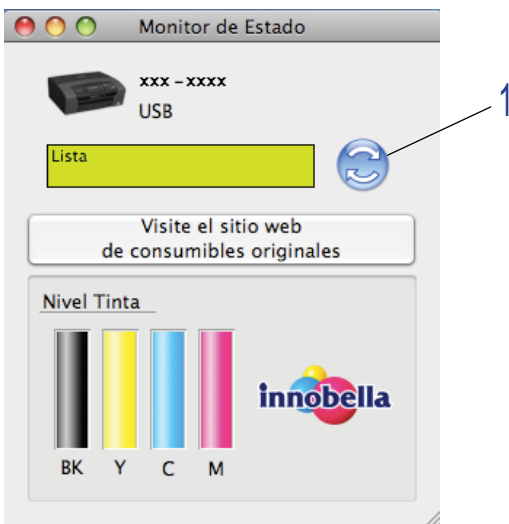 Monitor de Estado
xxx – xxxx
USB
1
Lista
Visite el sitio web
de consumibles originales
Nivel Tinta
innobella
BK Y C M